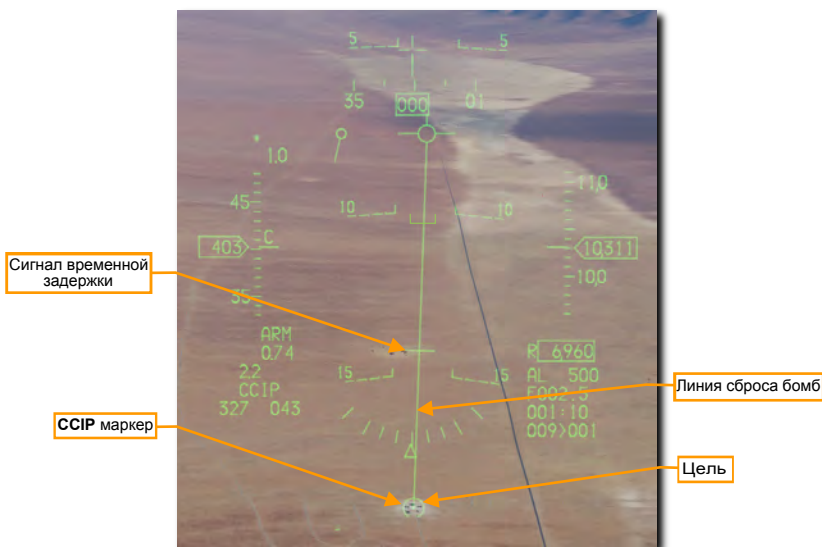 5 5
35 000 01
1.0
11,0
45
10 10
403 C
10,311
Сигнал временной
задержки
10,0
35
ARM
0.74
R 6960
2.2
15 15
AL 500
CCIP
F002.5
Линия сброса бомб
327 043
001:10
CCIP маркер
009>001
Цель